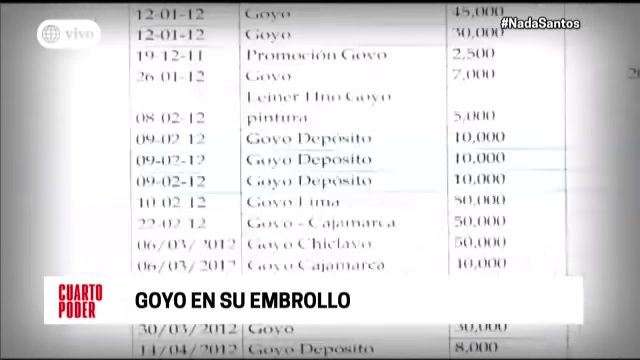 vivo
#NadaSantos
12-01-12 Goyo 45,000
12-01-12 Goyo 30,000
19-12-11 Promoción Goyo 2,500
26-01-12 Goyo 7,000
Leiner Hno Goyo
08-02-12 pintura 5,000
09-02-12 Goyo Depósito 10,000
09-02-12 Goyo Depósito 10,000
09-02-12 Goyo Depósito 10,000
10-02-12 Goyo Lima 50,000
22-02-12 Goyo - Cajamarca 50,000
06/03/2012 Goyo Chiclayo 50,000
06/03/2012 Goyo Cajamarca 40,000
CUARTO
PODER
GOYO EN SU EMBROLLO
30/03/2012 Goyo 30,000
14/04/2012 Goyo Depósito 8,000